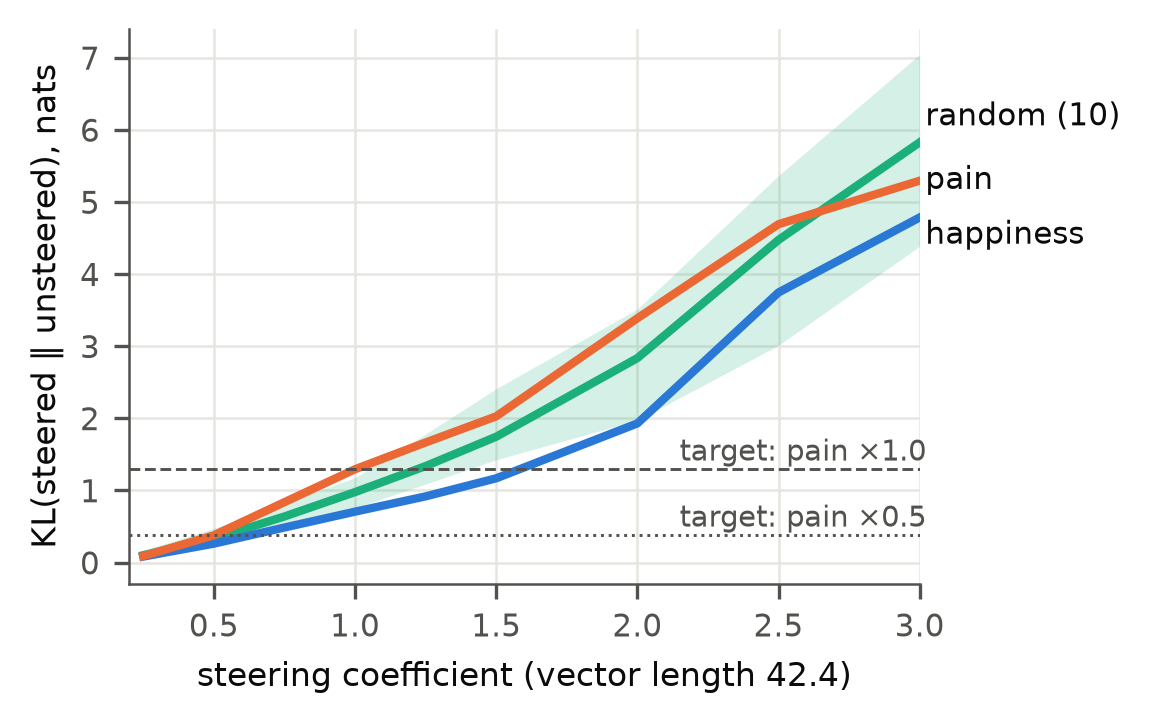 KL(steered ∥ unsteered), nats
7
6
5
4
3
2
1
0
random (10)
pain
happiness
target: pain ×1.0
target: pain ×0.5
0.5 1.0 1.5 2.0 2.5 3.0
steering coefficient (vector length 42.4)